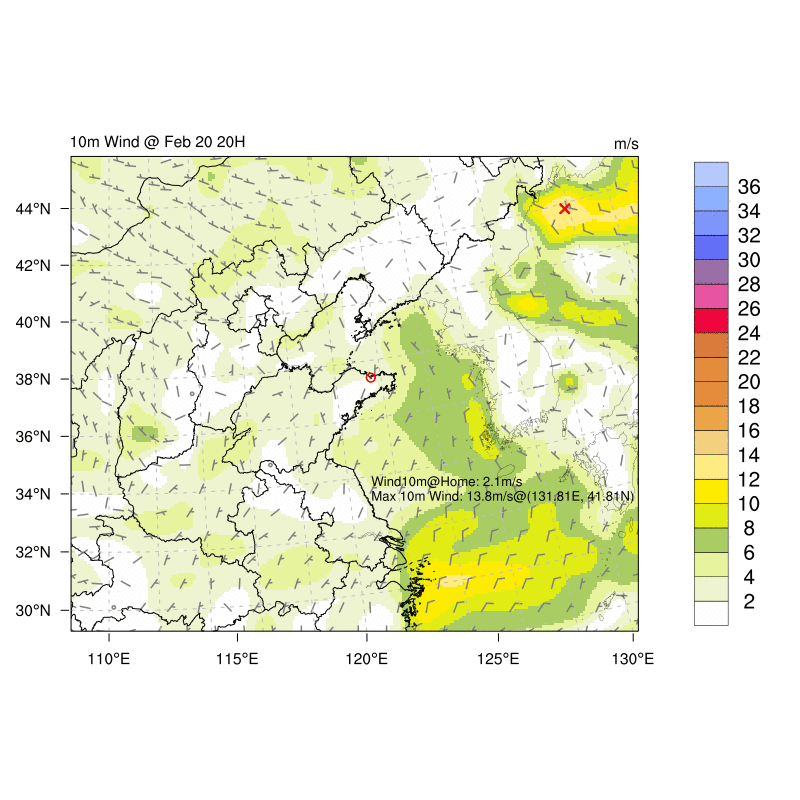 10m Wind @ Feb 20 20H
m/s
44°N
42°N
40°N
38°N
36°N
34°N
32°N
30°N
110°E
115°E
120°E
125°E
130°E
Wind10m@Home: 2.1m/s
Max 10m Wind: 13.8m/s@(131.81E, 41.81N)
36
34
32
30
28
26
24
22
20
18
16
14
12
10
8
6
4
2